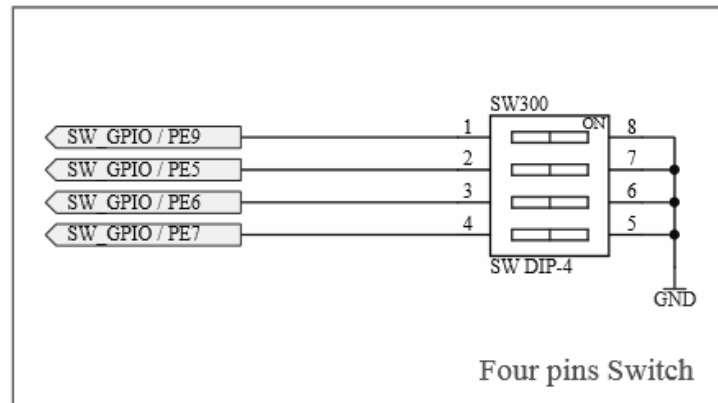 SW300
ON
SW_GPIO / PE9 1 8
SW_GPIO / PE5 2 7
SW_GPIO / PE6 3 6
SW_GPIO / PE7 4 5
SW DIP-4
GND
Four pins Switch